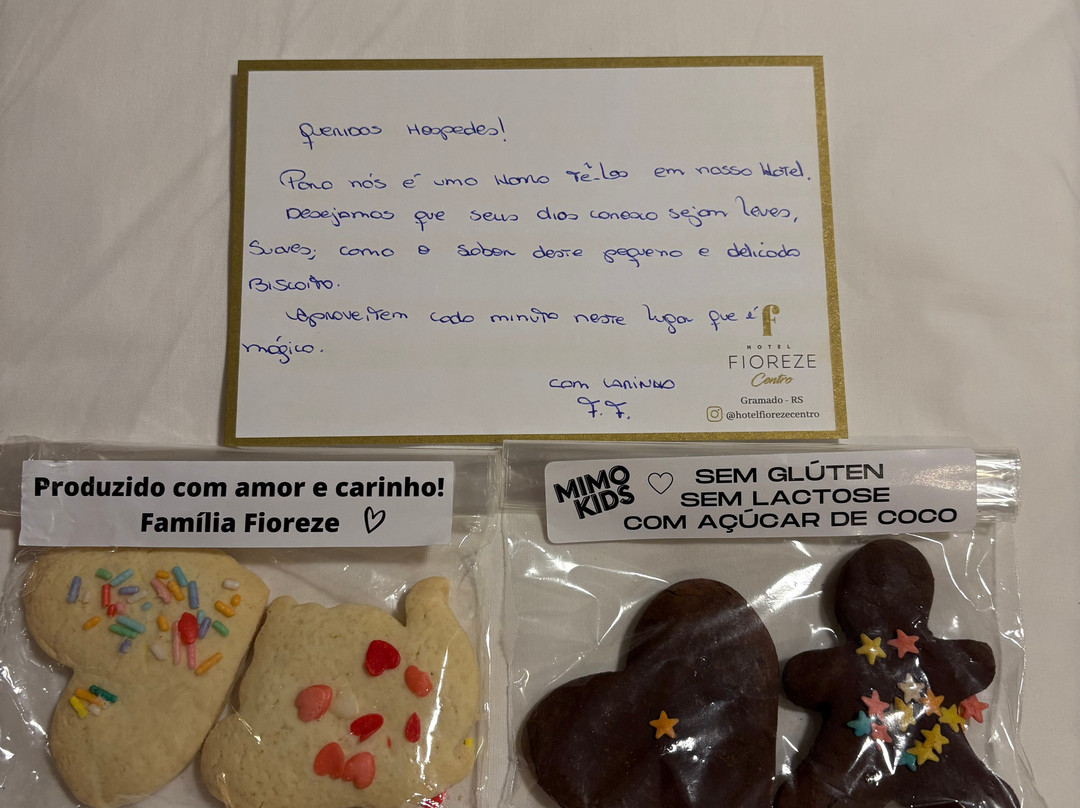 Queridos Hospedes!
Para nós é uma Honra Tê-los em nosso Hotel.
Desejamos que seus dias conosco sejam leves,
Suaves; como o sabor deste pequeno e delicado
Biscoito.
Aproveitem cada minuto neste lugar que é
mágico.
com carinho
F.F.
f
HOTEL
FIOREZE
Centro
Gramado - RS
@hotelfiorezecentro
Produzido com amor e carinho!
Família Fioreze
MIMO
KIDS
SEM GLÚTEN
SEM LACTOSE
COM AÇÚCAR DE COCO